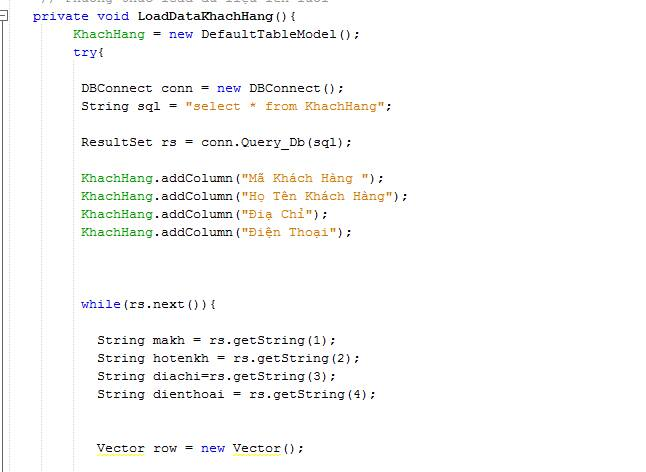 private void LoadDataKhachHang(){
KhachHang = new DefaultTableModel();
try{
DBConnect conn = new DBConnect();
String sql = "select * from KhachHang";
ResultSet rs = conn.Query_Db(sql);
KhachHang.addColumn("Mã Khách Hàng ");
KhachHang.addColumn("Họ Tên Khách Hàng");
KhachHang.addColumn("Địạ Chỉ");
KhachHang.addColumn("Điện Thoại");
while(rs.next()){
String makh = rs.getString(1);
String hotenkh = rs.getString(2);
String diachi=rs.getString(3);
String dienthoai = rs.getString(4);
Vector row = new Vector();